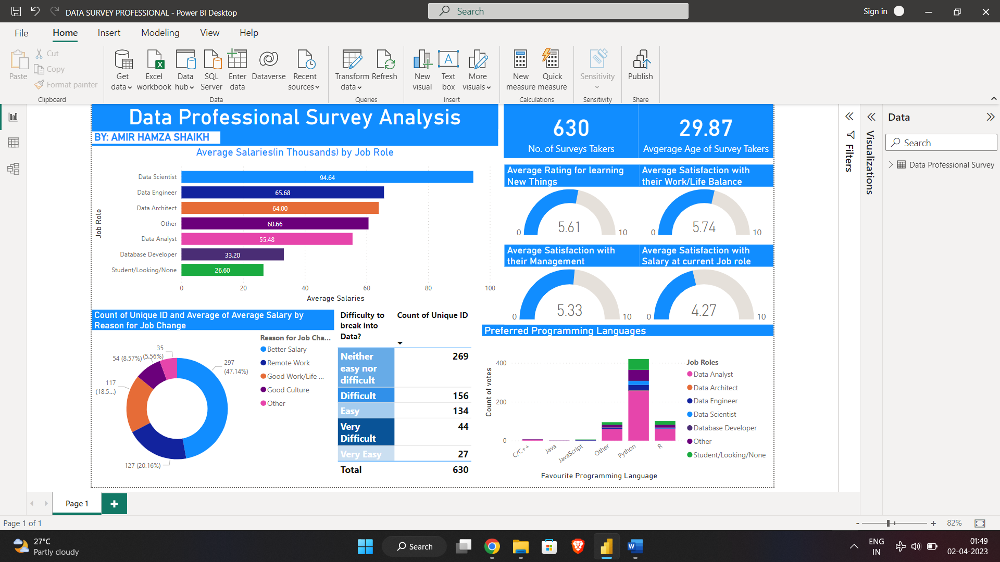 DATA SURVEY PROFESSIONAL - Power BI Desktop
Search
Sign in
File
Home
Insert
Modeling
View
Help
Paste
Cut
Copy
Format painter
Clipboard
Get data
Excel workbook
Data hub
SQL Server
Enter data
Dataverse
Recent sources
Data
Transform data
Refresh
Queries
New visual
Text box
More visuals
Insert
New measure
Quick measure
Calculations
Sensitivity
Sensitivity
Publish
Share
Data Professional Survey Analysis
BY: AMIR HAMZA SHAIKH
630
No. of Surveys Takers
29.87
Avgerage Age of Survey Takers
Average Salaries(in Thousands) by Job Role
Job Role
Data Scientist
94.64
Data Engineer
65.68
Data Architect
64.00
Other
60.66
Data Analyst
55.48
Database Developer
33.20
Student/Looking/None
26.60
0 20 40 60 80 100
Average Salaries
Average Rating for learning
New Things
0 5.61 10
Average Satisfaction with
their Work/Life Balance
0 5.74 10
Average Satisfaction with
their Management
0 5.33 10
Average Satisfaction with
Salary at current Job role
0 4.27 10
Count of Unique ID and Average of Average Salary by
Reason for Job Change
35
(5.56%)
54 (8.57%)
297
(47.14%)
117
(18.5...)
127 (20.16%)
Reason for Job Cha...
Better Salary
Remote Work
Good Work/Life ...
Good Culture
Other
Difficulty to
break into
Data?
Count of Unique ID
Neither
easy nor
difficult
269
Difficult 156
Easy 134
Very
Difficult
44
Very Easy 27
Total 630
Preferred Programming Languages
Count of votes
400
200
0
C/C++
Java
JavaScript
Other
Python
R
Favourite Programming Language
Job Roles
Data Analyst
Data Architect
Data Engineer
Data Scientist
Database Developer
Other
Student/Looking/None
Filters
Visualizations
Data
Search
Data Professional Survey
Page 1
+
Page 1 of 1
- + 82%
27°C
Partly cloudy
Search
ENG
IN
01:49
02-04-2023